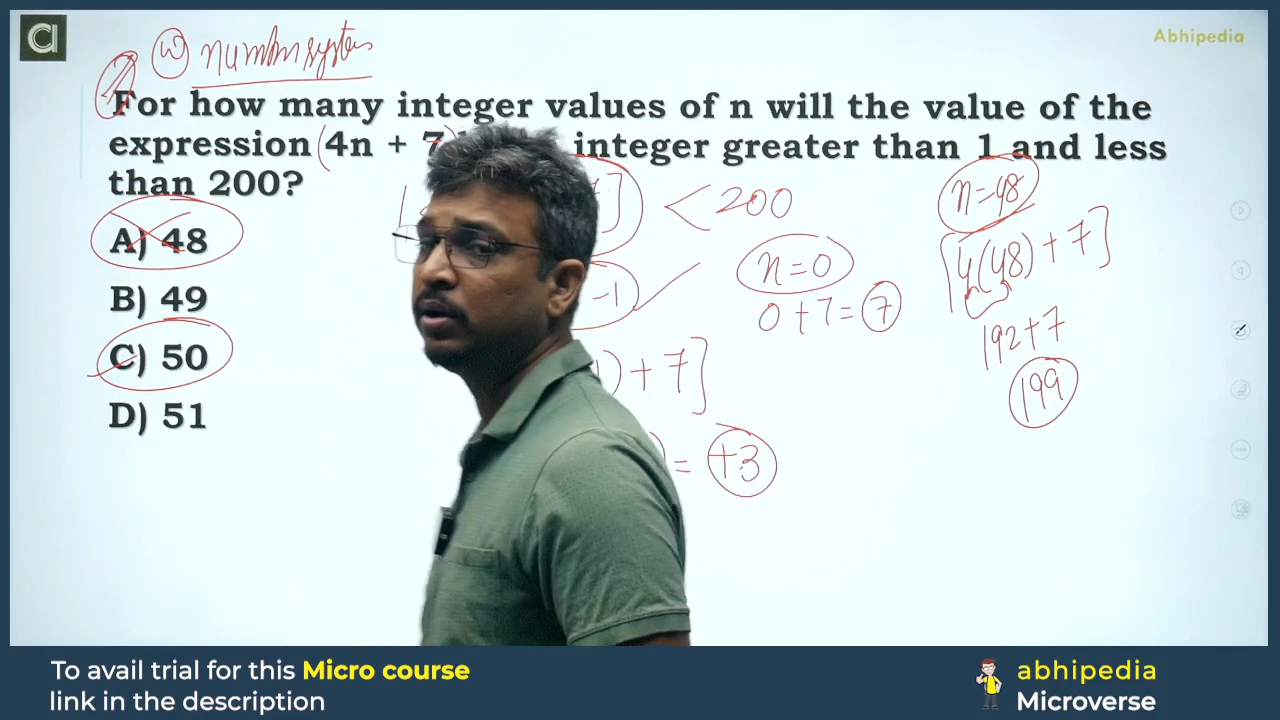 a
Abhipedia
number system
For how many integer values of n will the value of the
expression (4n + 7) integer greater than 1 and less
than 200?
] < 200
n=48
A) 48
n=0
[4(48) + 7]
B) 49
-1
0+7=7
192+7
C) 50
) + 7]
199
D) 51
= +3
To avail trial for this Micro course
link in the description
abhipedia
Microverse